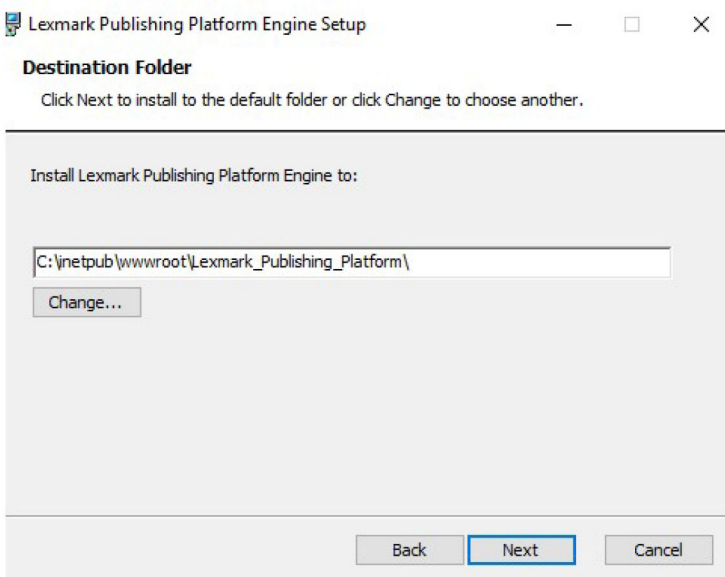 Lexmark Publishing Platform Engine Setup
Destination Folder
Click Next to install to the default folder or click Change to choose another.
Install Lexmark Publishing Platform Engine to:
C:\inetpub\wwwroot\Lexmark_Publishing_Platform\
Change...
Back Next Cancel